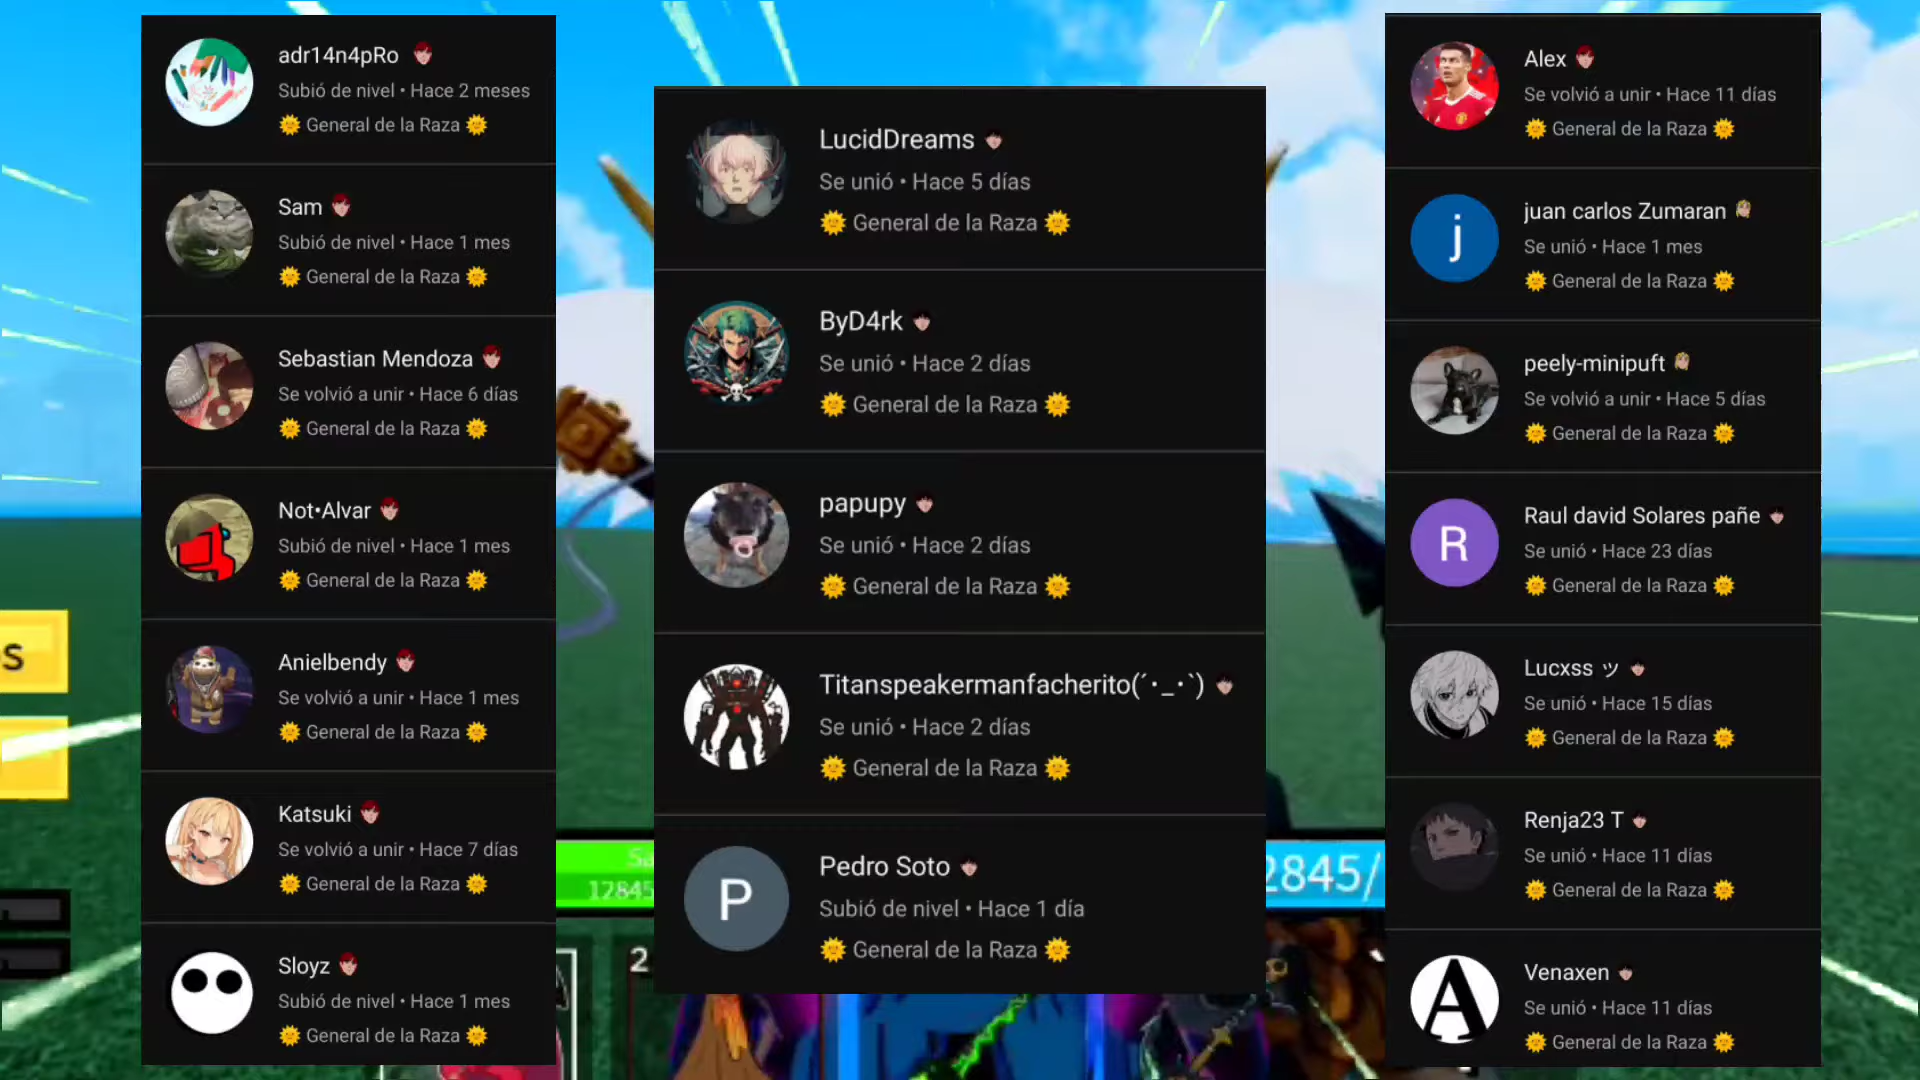 adr14n4pRo
Subió de nivel • Hace 2 meses
🌞 General de la Raza 🌞
Sam
Subió de nivel • Hace 1 mes
🌞 General de la Raza 🌞
Sebastian Mendoza
Se volvió a unir • Hace 6 días
🌞 General de la Raza 🌞
Not•Alvar
Subió de nivel • Hace 1 mes
🌞 General de la Raza 🌞
Anielbendy
Se volvió a unir • Hace 1 mes
🌞 General de la Raza 🌞
Katsuki
Se volvió a unir • Hace 7 días
🌞 General de la Raza 🌞
Sloyz
Subió de nivel • Hace 1 mes
🌞 General de la Raza 🌞
LucidDreams
Se unió • Hace 5 días
🌞 General de la Raza 🌞
ByD4rk
Se unió • Hace 2 días
🌞 General de la Raza 🌞
papupy
Se unió • Hace 2 días
🌞 General de la Raza 🌞
Titanspeakermanfacherito(´・_・`)
Se unió • Hace 2 días
🌞 General de la Raza 🌞
P
Pedro Soto
Subió de nivel • Hace 1 día
🌞 General de la Raza 🌞
Alex
Se volvió a unir • Hace 11 días
🌞 General de la Raza 🌞
j
juan carlos Zumaran
Se unió • Hace 1 mes
🌞 General de la Raza 🌞
peely-minipuft
Se volvió a unir • Hace 5 días
🌞 General de la Raza 🌞
R
Raul david Solares pañe
Se unió • Hace 23 días
🌞 General de la Raza 🌞
Lucxss ッ
Se unió • Hace 15 días
🌞 General de la Raza 🌞
Renja23 T
Se unió • Hace 11 días
🌞 General de la Raza 🌞
A
Venaxen
Se unió • Hace 11 días
🌞 General de la Raza 🌞
s
12845
2845/
2